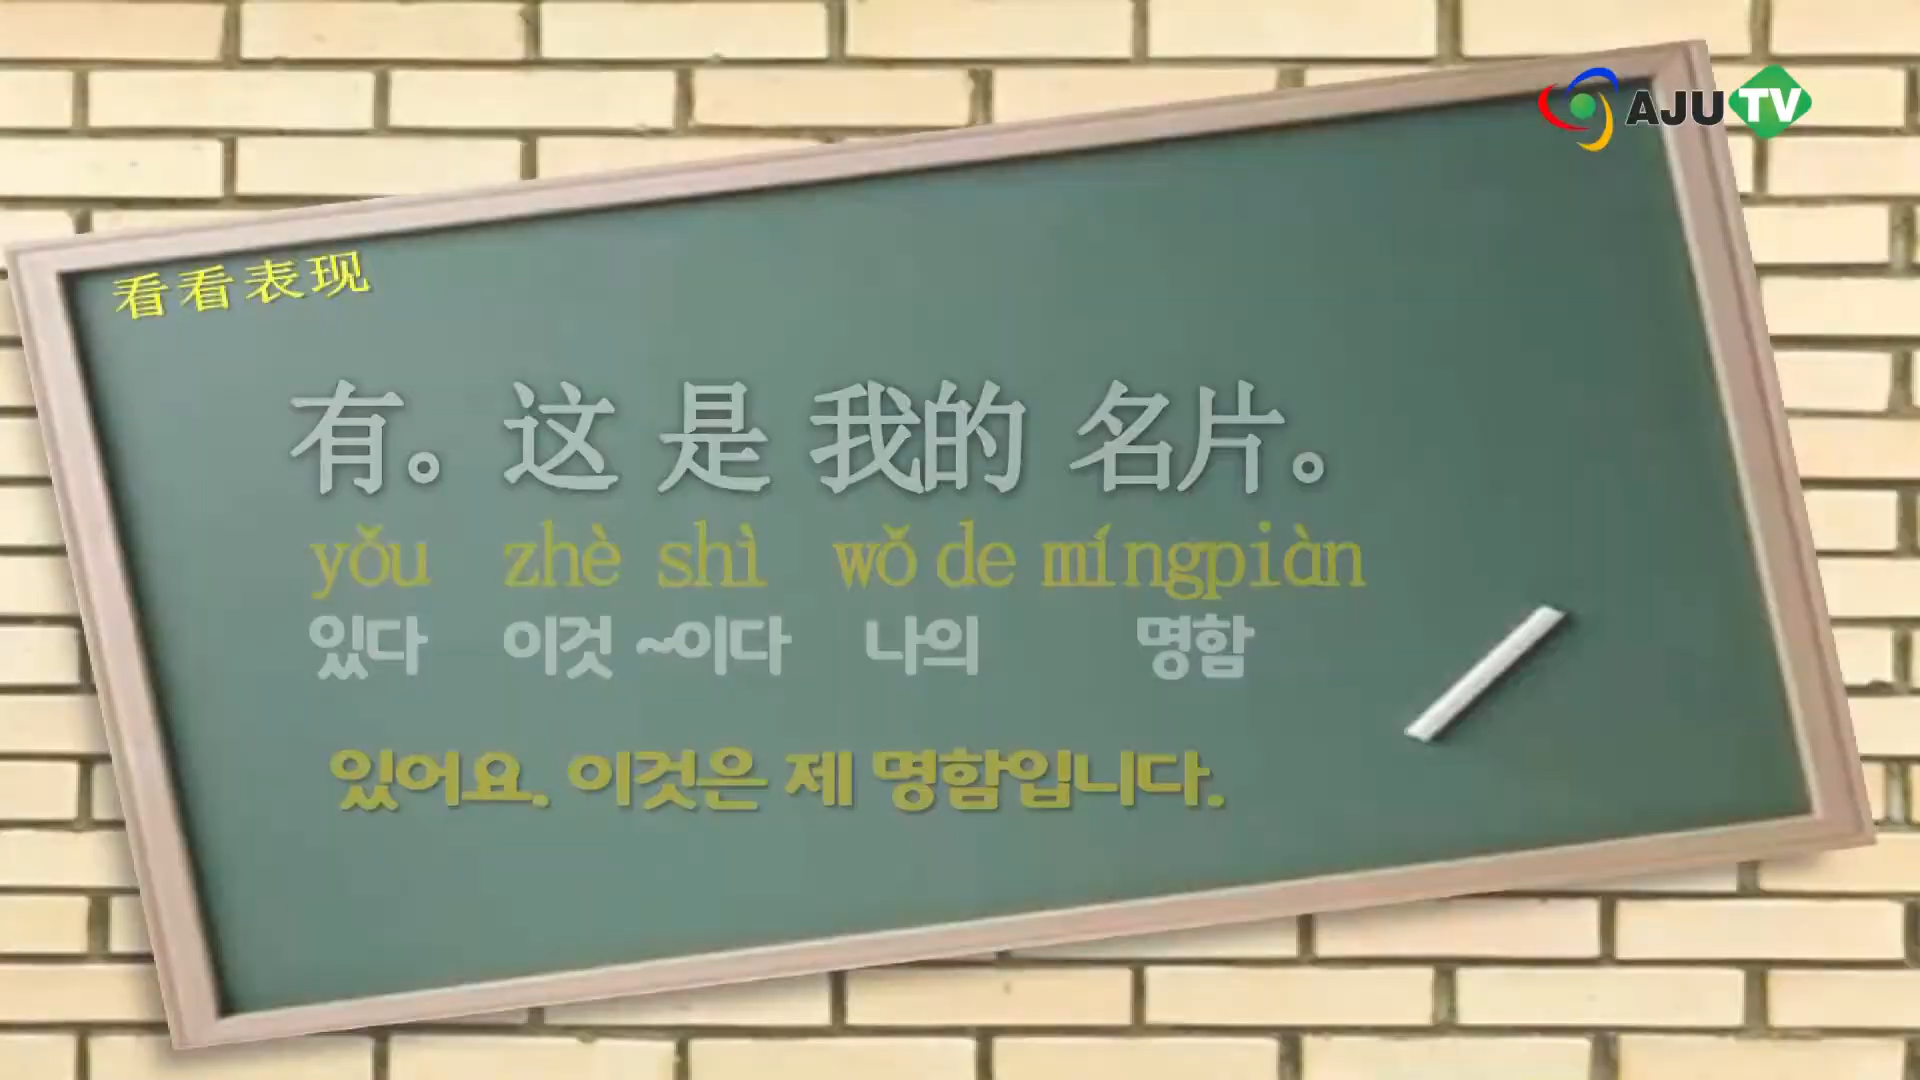 AJU TV
看看表现
有。这 是 我的 名片。
yǒu zhè shì wǒ de míngpiàn
있다 이것 ~이다 나의 명함
있어요. 이것은 제 명함입니다.